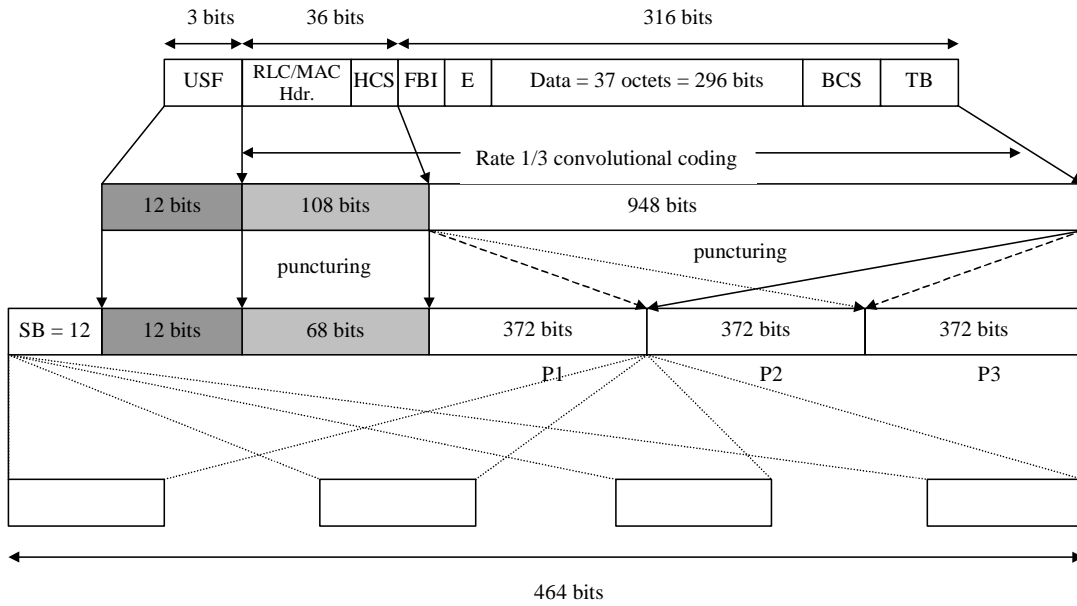 3 bits 36 bits 316 bits
USF RLC/MAC Hdr. HCS FBI E Data = 37 octets = 296 bits BCS TB
Rate 1/3 convolutional coding
12 bits 108 bits 948 bits
puncturing puncturing
SB = 12 12 bits 68 bits 372 bits 372 bits 372 bits
P1 P2 P3
464 bits